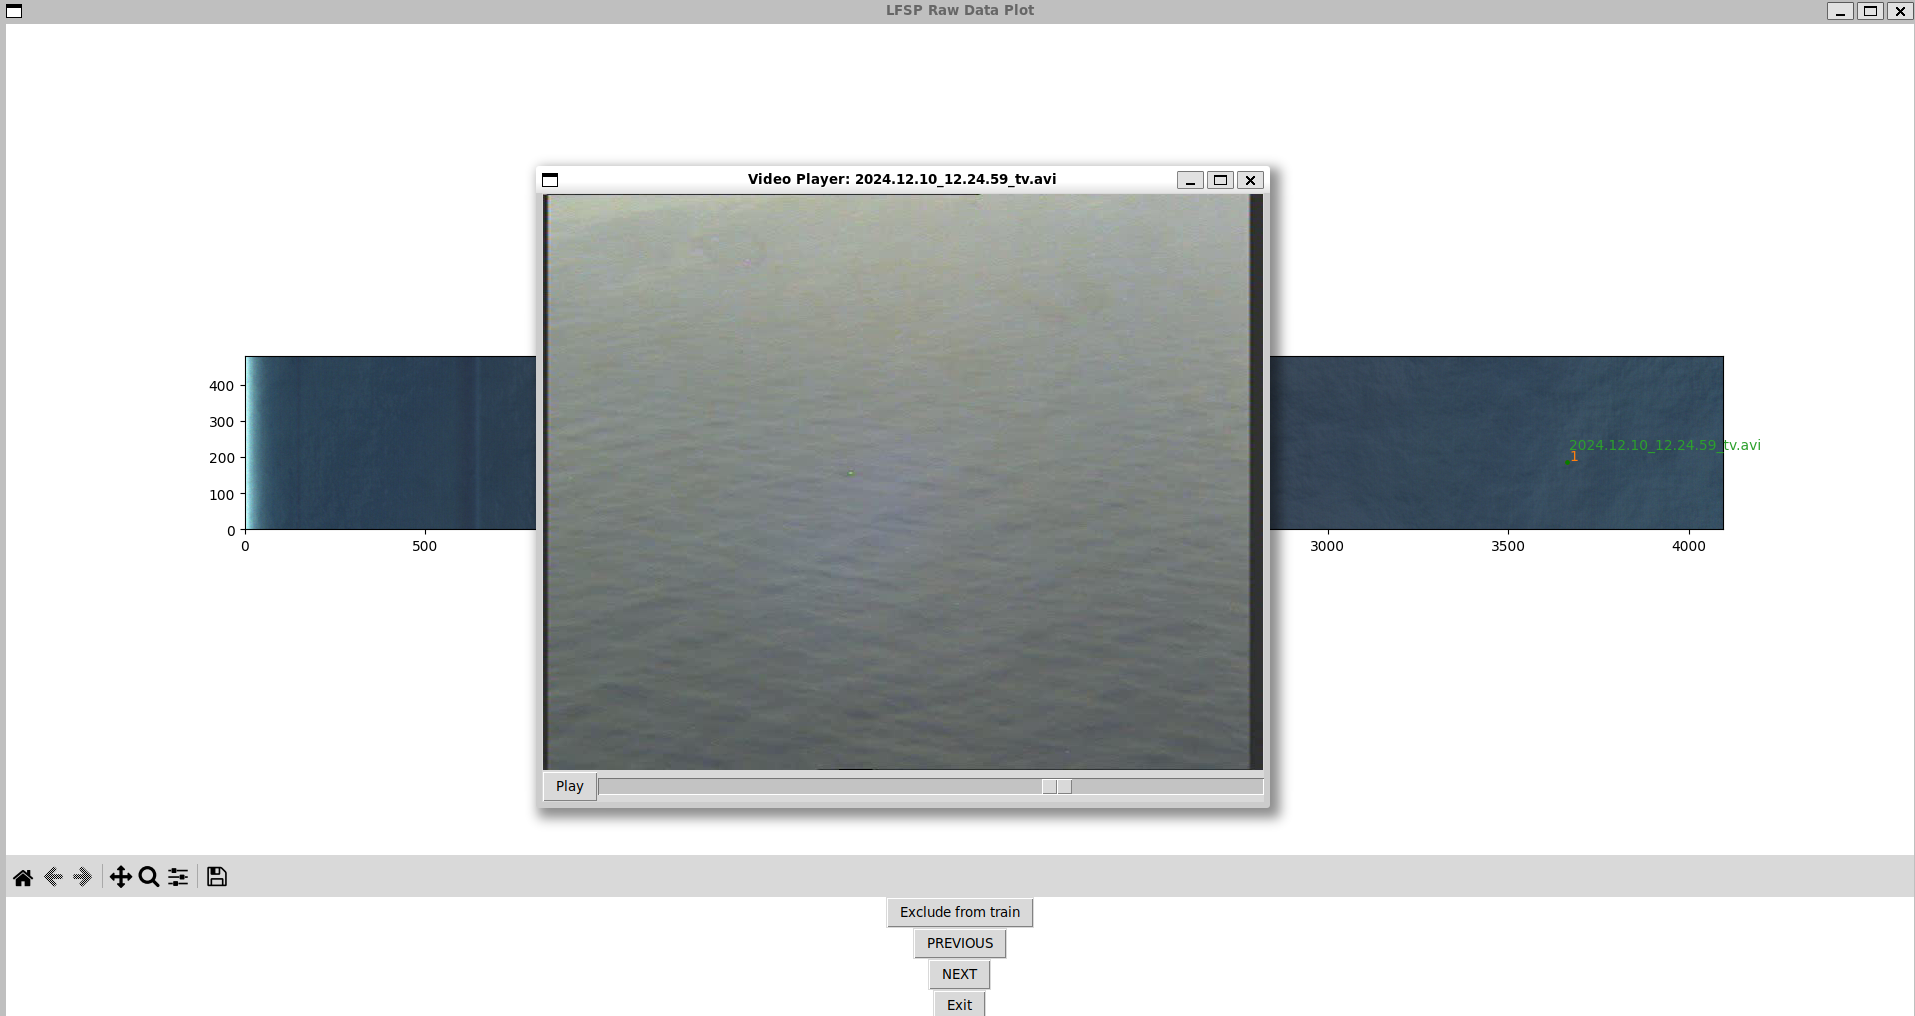 LFSP Raw Data Plot
Video Player: 2024.12.10_12.24.59_tv.avi
400
300
200
100
0
0 500 3000 3500 4000
2024.12.10_12.24.59_tv.avi
1
Play
Exclude from train
PREVIOUS
NEXT
Exit